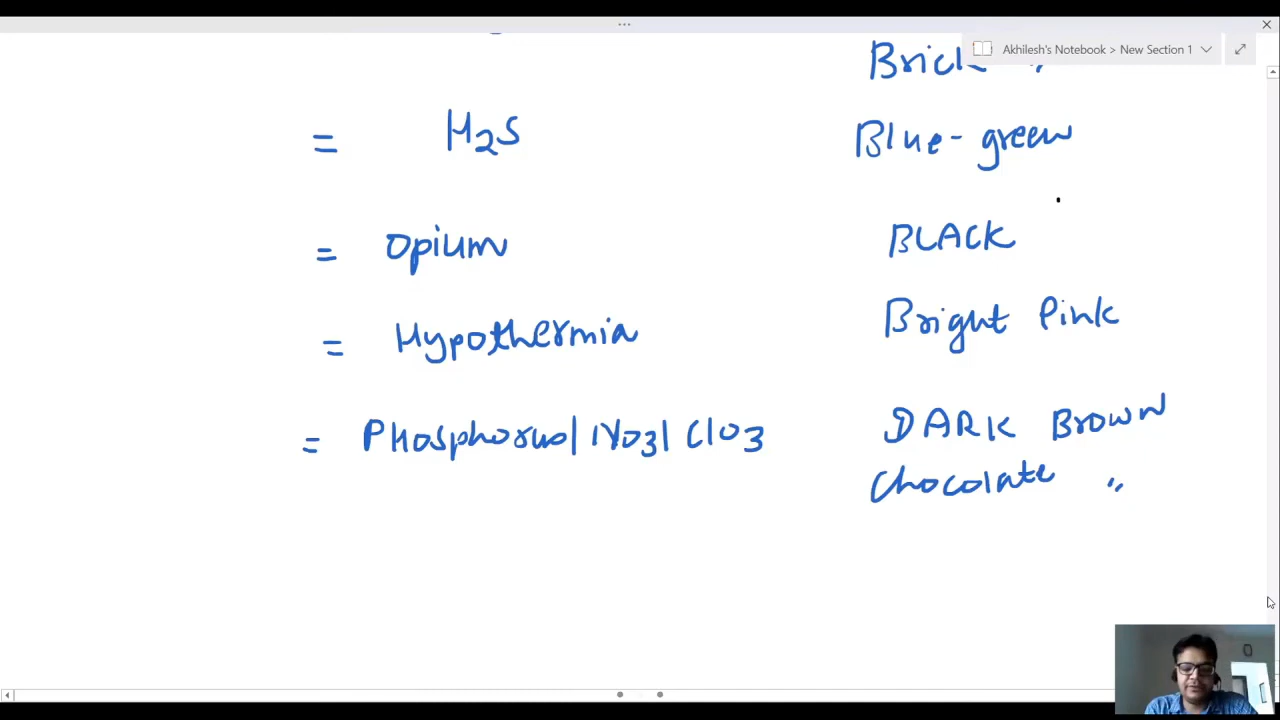 Akhilesh's Notebook > New Section 1
Brick "
= H2S Blue-green
= Opium BLACK
= Hypothermia Bright Pink
= Phosphorus | NO3 | ClO3 DARK Brown
Chocolate "